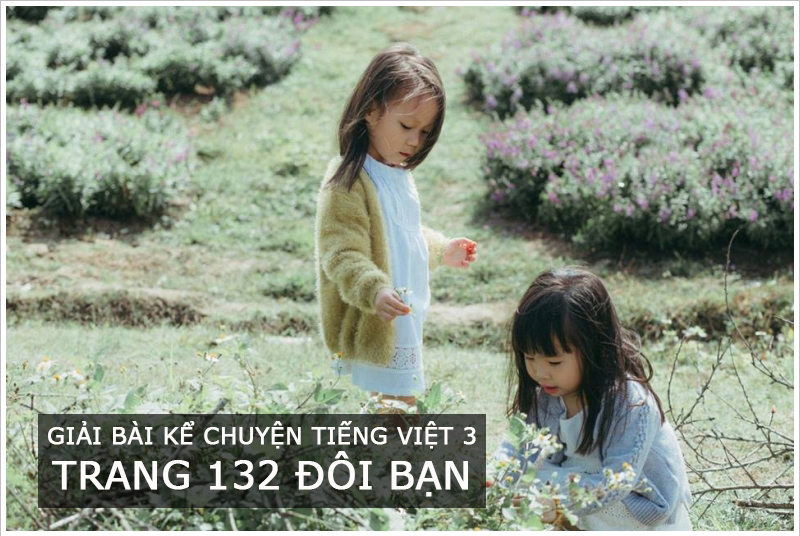 GIẢI BÀI KỂ CHUYỆN TIẾNG VIỆT 3
TRANG 132 ĐÔI BẠN